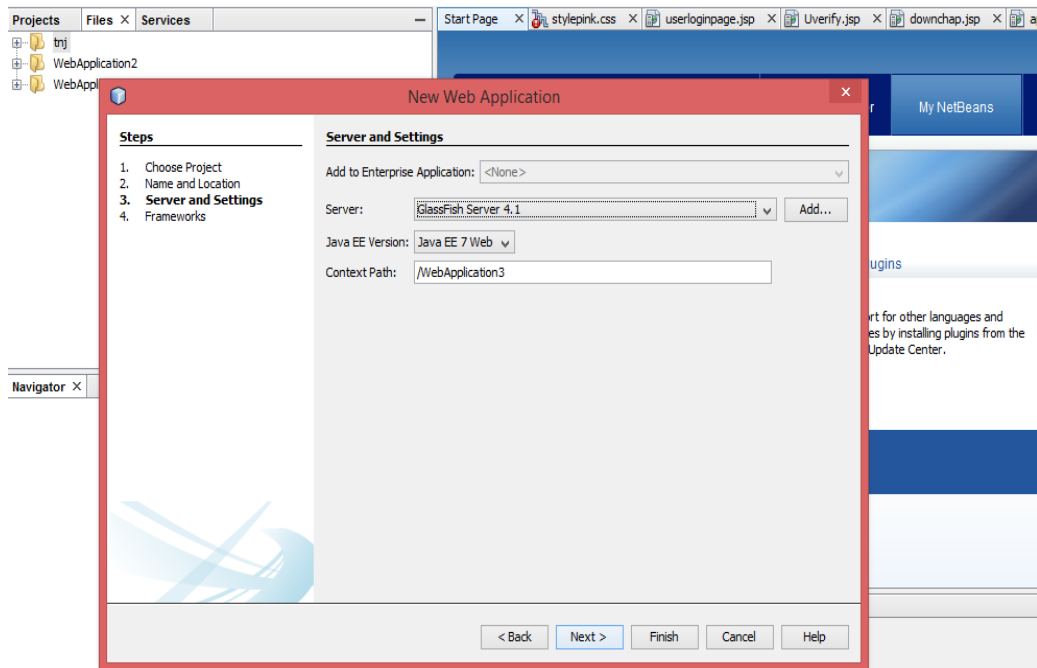 Projects Files Services
Start Page stylepink.css userloginpage.jsp Uverify.jsp downchap.jsp
tnj
WebApplication2
WebAppl
New Web Application
My NetBeans
Steps
1. Choose Project
2. Name and Location
3. Server and Settings
4. Frameworks
Server and Settings
Add to Enterprise Application: <None>
Server: GlassFish Server 4.1 Add...
Java EE Version: Java EE 7 Web
Context Path: /WebApplication3
ugins
rt for other languages and
es by installing plugins from the
Update Center.
Navigator
< Back Next > Finish Cancel Help